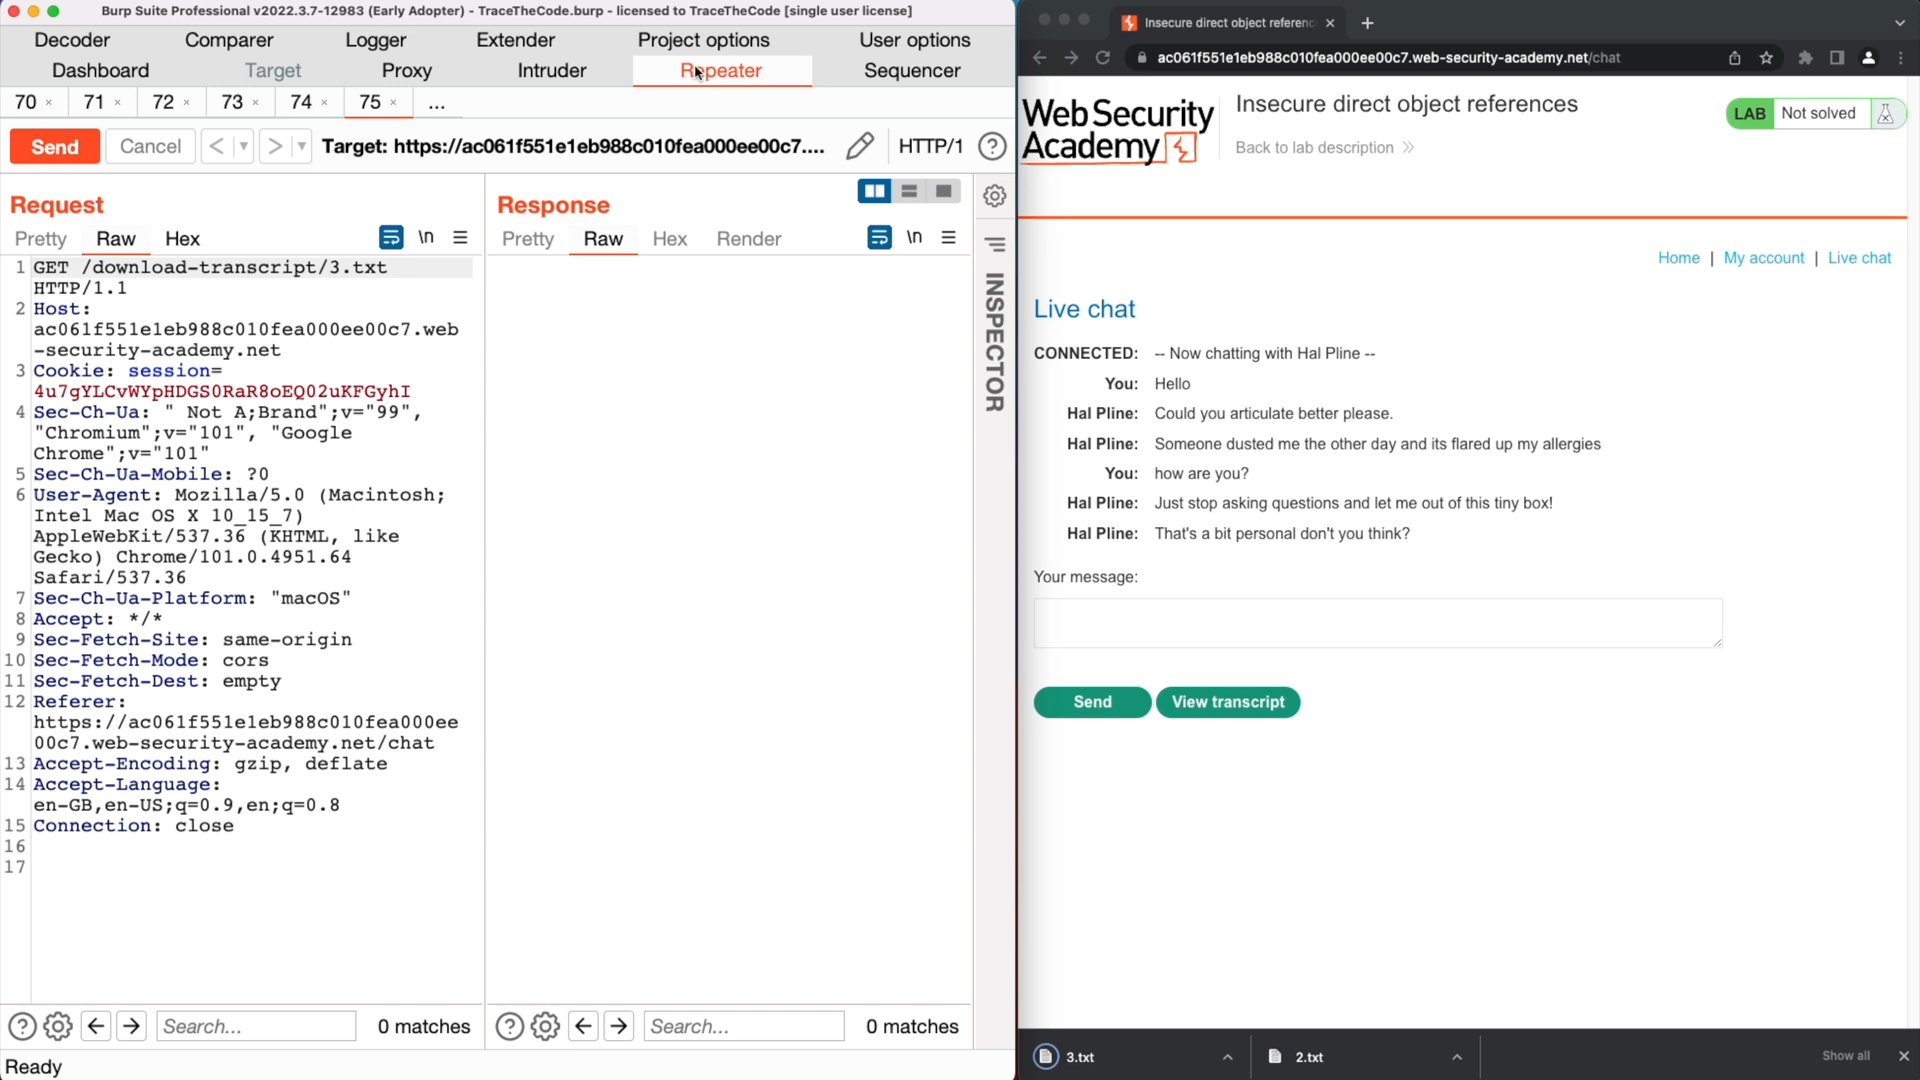 Burp Suite Professional v2022.3.7-12983 (Early Adopter) - TraceTheCode.burp - licensed to TraceTheCode [single user license]
Decoder Comparer Logger Extender Project options User options
Dashboard Target Proxy Intruder Repeater Sequencer
70 × 71 × 72 × 73 × 74 × 75 × ...
Send Cancel < > Target: https://ac061f551e1eb988c010fea000ee00c7.... HTTP/1 ?
Request
Pretty Raw Hex \n
1 GET /download-transcript/3.txt
HTTP/1.1
2 Host:
ac061f551e1eb988c010fea000ee00c7.web
-security-academy.net
3 Cookie: session=
4u7gYLCvWYpHDGS0RaR8oEQ02uKFGyhI
4 Sec-Ch-Ua: " Not A;Brand";v="99",
"Chromium";v="101", "Google
Chrome";v="101"
5 Sec-Ch-Ua-Mobile: ?0
6 User-Agent: Mozilla/5.0 (Macintosh;
Intel Mac OS X 10_15_7)
AppleWebKit/537.36 (KHTML, like
Gecko) Chrome/101.0.4951.64
Safari/537.36
7 Sec-Ch-Ua-Platform: "macOS"
8 Accept: */*
9 Sec-Fetch-Site: same-origin
10 Sec-Fetch-Mode: cors
11 Sec-Fetch-Dest: empty
12 Referer:
https://ac061f551e1eb988c010fea000ee
00c7.web-security-academy.net/chat
13 Accept-Encoding: gzip, deflate
14 Accept-Language:
en-GB,en-US;q=0.9,en;q=0.8
15 Connection: close
16
17
? Search... 0 matches
Response
Pretty Raw Hex Render \n
? Search... 0 matches
INSPECTOR
Ready
Insecure direct object referenc ×
ac061f551e1eb988c010fea000ee00c7.web-security-academy.net/chat
Web Security
Academy
Insecure direct object references
Back to lab description
LAB Not solved
Home | My account | Live chat
Live chat
CONNECTED: -- Now chatting with Hal Pline --
You: Hello
Hal Pline: Could you articulate better please.
Hal Pline: Someone dusted me the other day and its flared up my allergies
You: how are you?
Hal Pline: Just stop asking questions and let me out of this tiny box!
Hal Pline: That's a bit personal don't you think?
Your message:
Send View transcript
3.txt 2.txt Show all